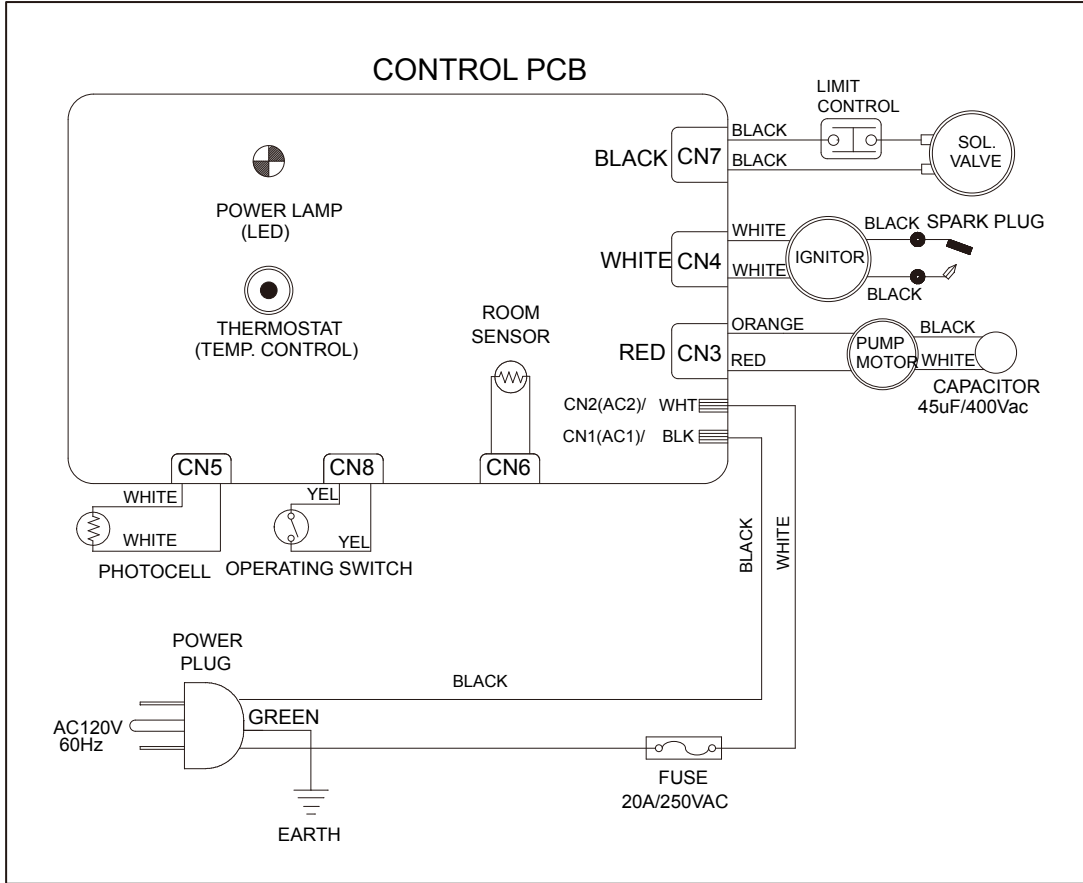 CONTROL PCB
LIMIT
CONTROL
BLACK
BLACK CN7
BLACK
SOL.
VALVE
POWER LAMP
(LED)
WHITE
WHITE CN4
WHITE
IGNITOR
BLACK SPARK PLUG
BLACK
THERMOSTAT
(TEMP. CONTROL)
ROOM
SENSOR
ORANGE
RED CN3
RED
PUMP
MOTOR
BLACK
WHITE
CAPACITOR
45uF/400Vac
CN2(AC2)/ WHT
CN1(AC1)/ BLK
CN5
CN8
CN6
WHITE
WHITE
PHOTOCELL
YEL
YEL
OPERATING SWITCH
BLACK
WHITE
POWER
PLUG
BLACK
GREEN
AC120V
60Hz
EARTH
FUSE
20A/250VAC